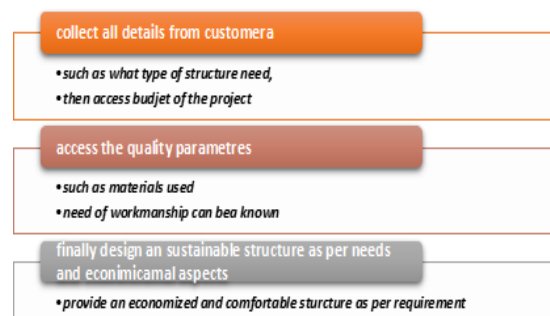 collect all details from customera
•such as what type of structure need,
•then access budjet of the project
access the quality parametres
•such as materials used
•need of workmanship can bea known
finally design an sustainable structure as per needs
and econimicamal aspects
•provide an economized and comfortable sturcture as per requirement